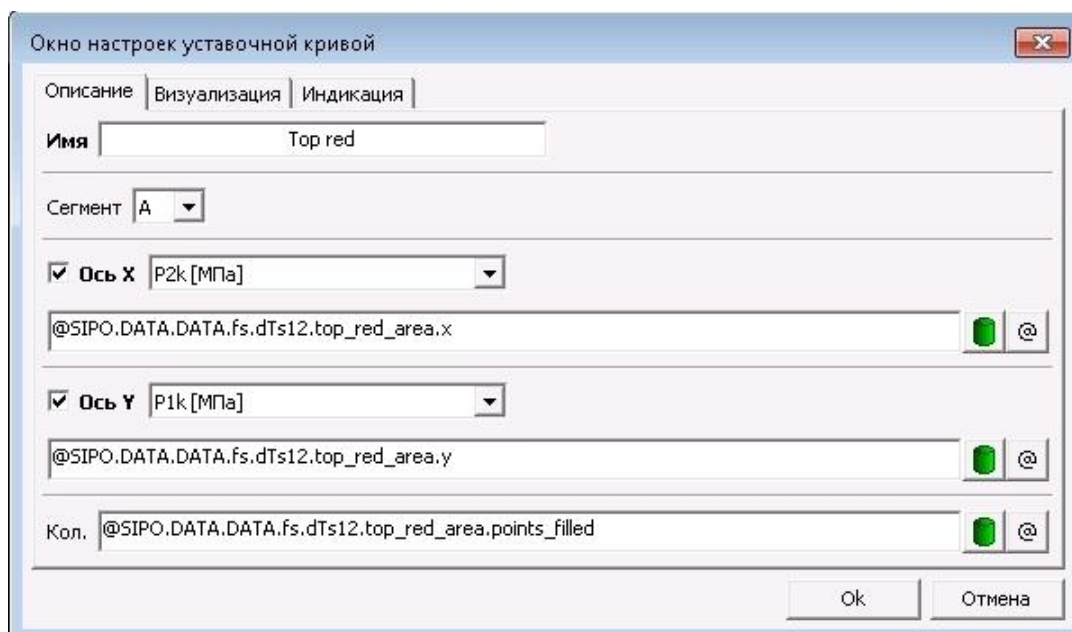 Окно настроек уставочной кривой
Описание Визуализация Индикация
Имя Top red
Сегмент A
Ось X P2k [МПа]
@SIPO.DATA.DATA.fs.dTs12.top_red_area.x @
Ось Y P1k [МПа]
@SIPO.DATA.DATA.fs.dTs12.top_red_area.y @
Кол. @SIPO.DATA.DATA.fs.dTs12.top_red_area.points_filled @
Ok Отмена